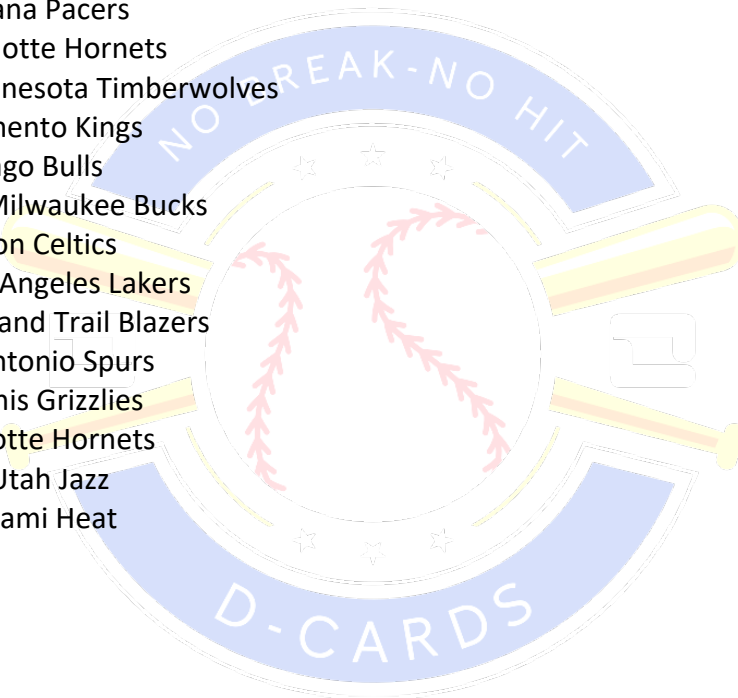 ana Pacers
otte Hornets
nesota Timberwolves
NO BREAK-NO HIT
nento Kings
go Bulls
Milwaukee Bucks
on Celtics
Angeles Lakers
and Trail Blazers
ntonio Spurs
his Grizzlies
otte Hornets
Utah Jazz
ami Heat
D-CARDS